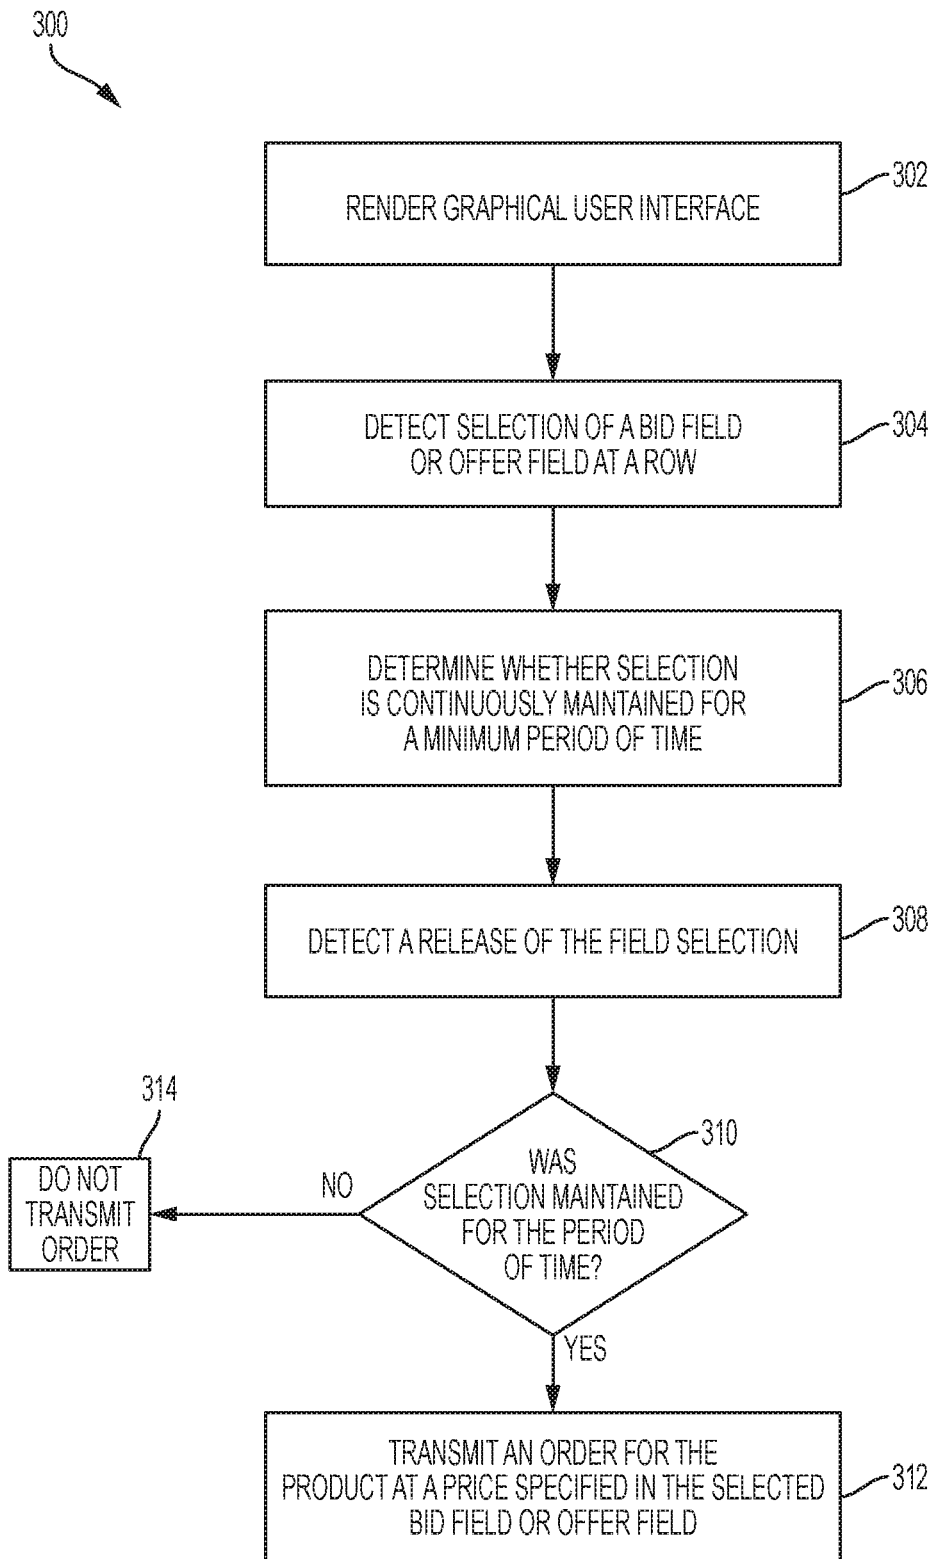 300
302
RENDER GRAPHICAL USER INTERFACE
304
DETECT SELECTION OF A BID FIELD
OR OFFER FIELD AT A ROW
306
DETERMINE WHETHER SELECTION
IS CONTINUOUSLY MAINTAINED FOR
A MINIMUM PERIOD OF TIME
308
DETECT A RELEASE OF THE FIELD SELECTION
314
DO NOT
TRANSMIT
ORDER
NO
310
WAS
SELECTION MAINTAINED
FOR THE PERIOD
OF TIME?
YES
312
TRANSMIT AN ORDER FOR THE
PRODUCT AT A PRICE SPECIFIED IN THE SELECTED
BID FIELD OR OFFER FIELD